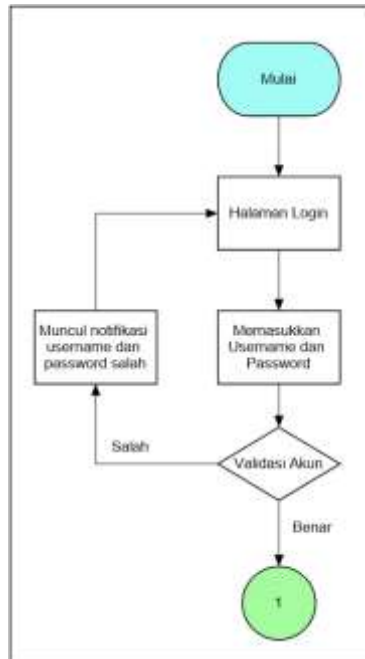 Mulai
Halaman Login
Muncul notifikasi
username dan
password salah
Memasukkan
Username dan
Password
Salah
Validasi Akun
Benar
1